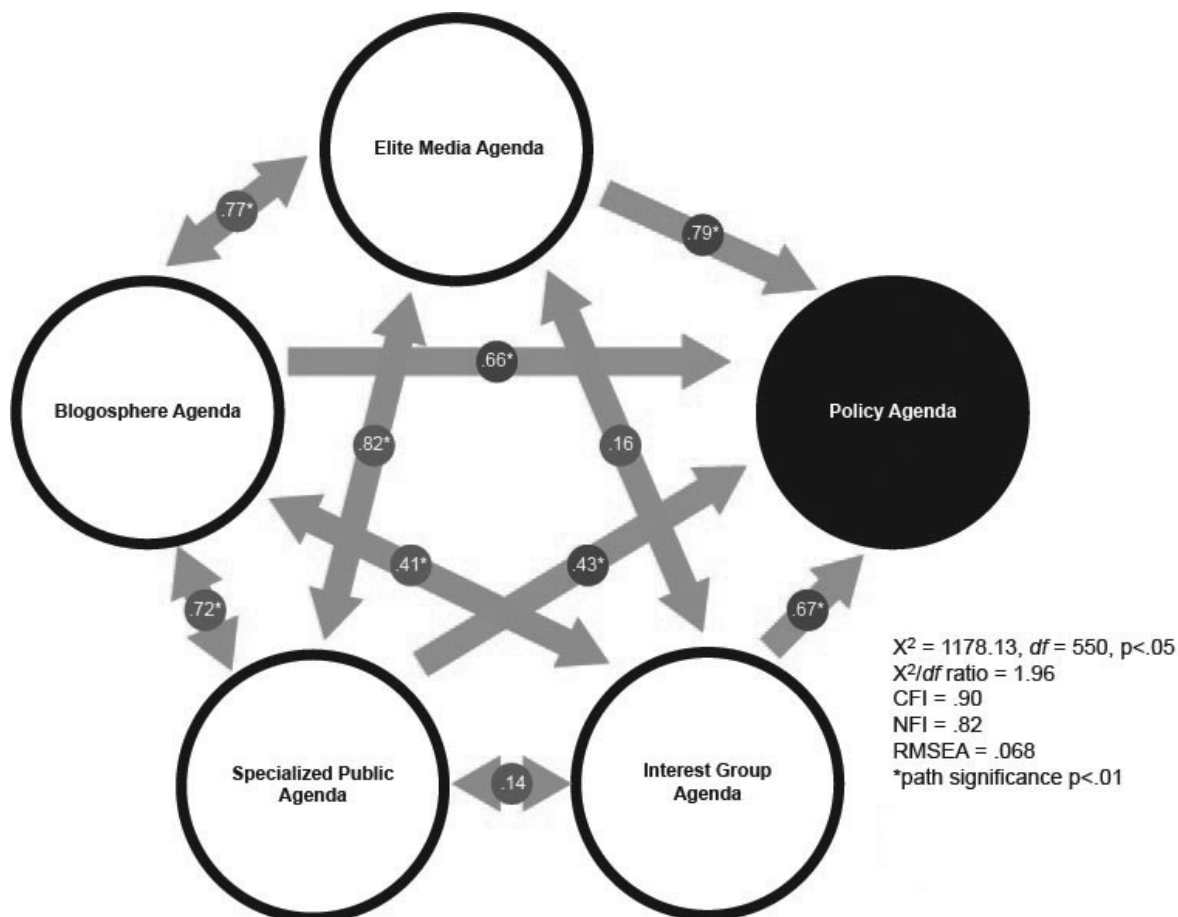 Elite Media Agenda
.77*
.79*
.66*
Blogosphere Agenda
Policy Agenda
.82*
.16
.41*
.43*
.72*
.67*
Specialized Public
Agenda
.14
Interest Group
Agenda
X² = 1178.13, df = 550, p<.05
X²/df ratio = 1.96
CFI = .90
NFI = .82
RMSEA = .068
*path significance p<.01